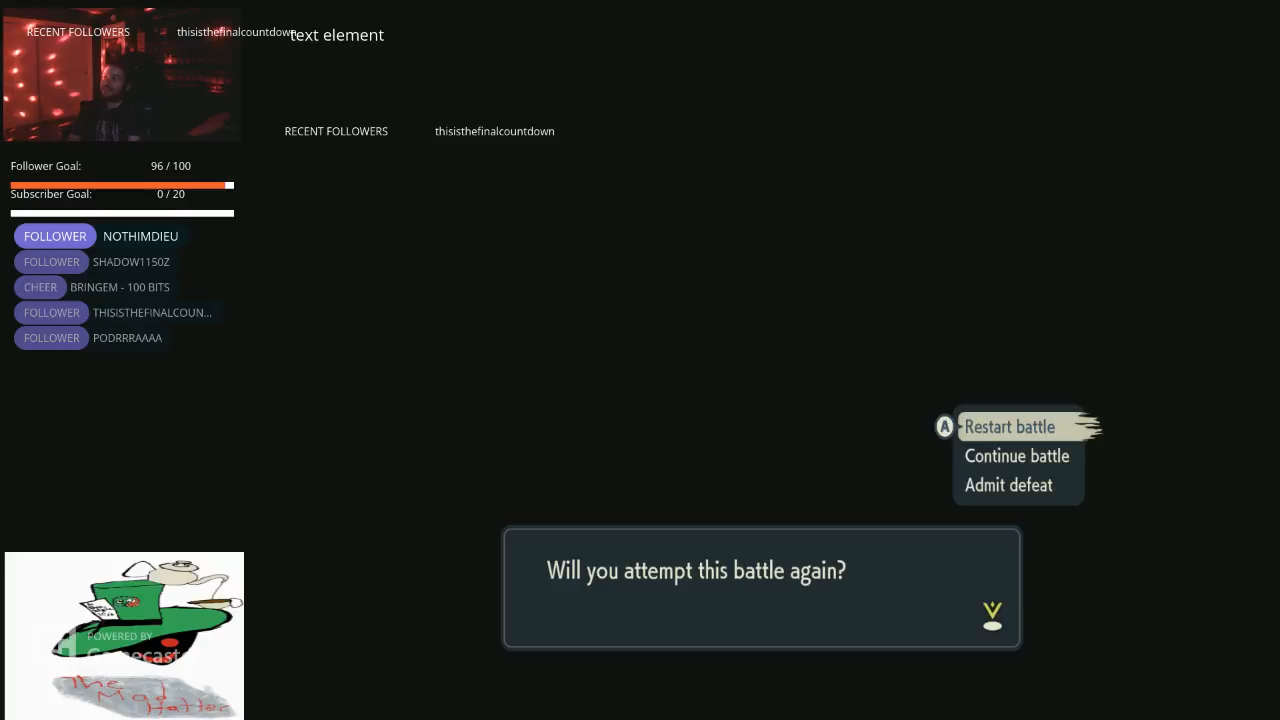 RECENT FOLLOWERS thisisthefinalcountdown
text element
RECENT FOLLOWERS thisisthefinalcountdown
Follower Goal: 96 / 100
Subscriber Goal: 0 / 20
FOLLOWER NOTHIMDIEU
FOLLOWER SHADOW1150Z
CHEER BRINGEM - 100 BITS
FOLLOWER THISISTHEFINALCOUN...
FOLLOWER PODRRRAAAA
A Restart battle
Continue battle
Admit defeat
Will you attempt this battle again?
POWERED BY
The
Mad
Hatter